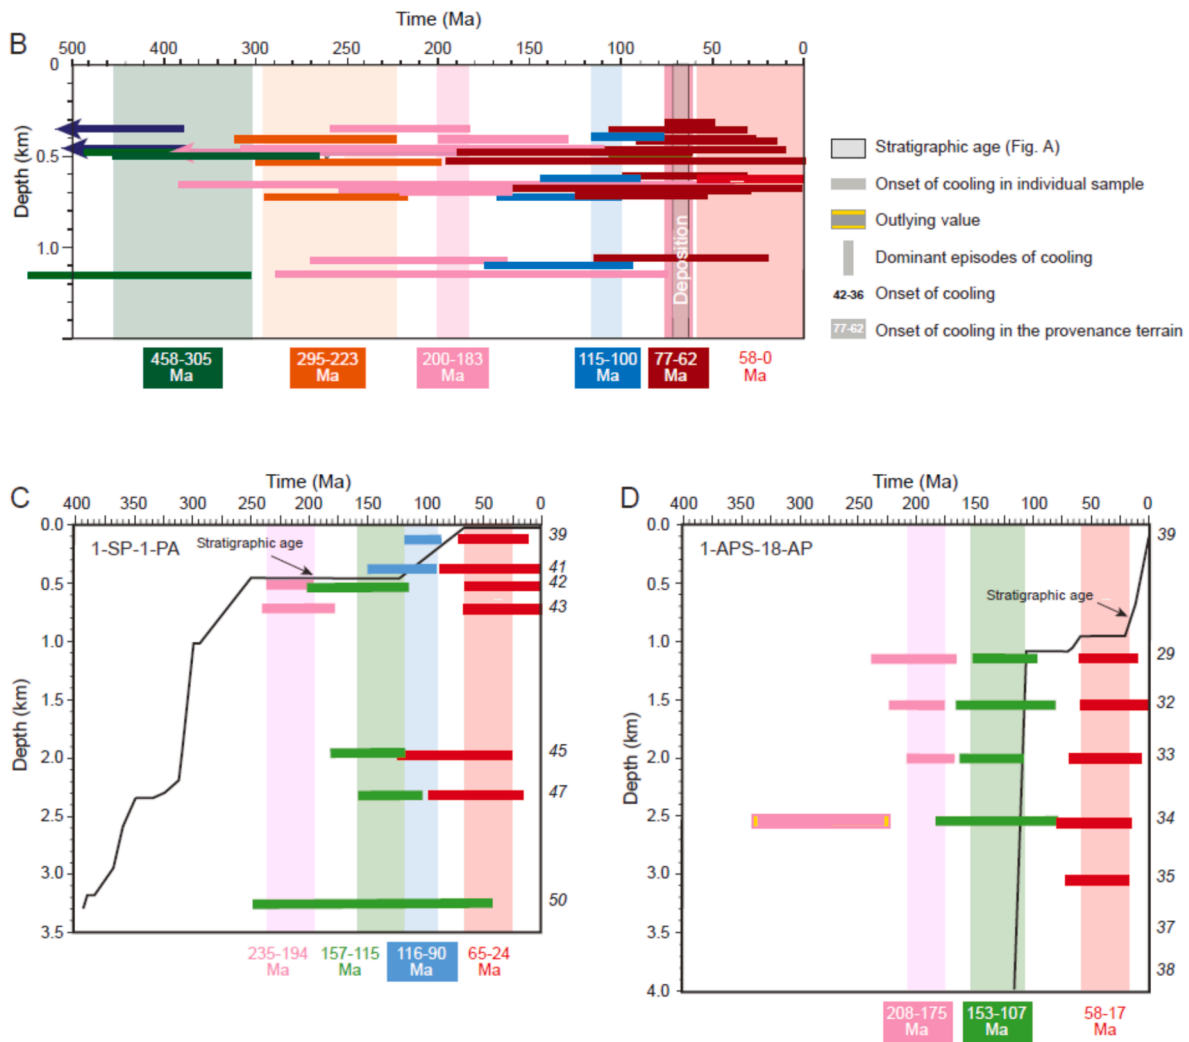 B
Time (Ma)
500 400 300 250 200 150 100 50 0
Depth (km)
0
0.5
1.0
Deposition
458-305
Ma
295-223
Ma
200-183
Ma
115-100
Ma
77-62
Ma
58-0
Ma
Stratigraphic age (Fig. A)
Onset of cooling in individual sample
Outlying value
Dominant episodes of cooling
42-36 Onset of cooling
77-62 Onset of cooling in the provenance terrain
C
Time (Ma)
400 350 300 250 200 150 100 50 0
1-SP-1-PA
Stratigraphic age
Depth (km)
0.0
0.5
1.0
1.5
2.0
2.5
3.0
3.5
39
41
42
43
45
47
50
235-194
Ma
157-115
Ma
116-90
Ma
65-24
Ma
D
Time (Ma)
400 350 300 250 200 150 100 50 0
1-APS-18-AP
Stratigraphic age
Depth (km)
0.0
0.5
1.0
1.5
2.0
2.5
3.0
3.5
4.0
39
29
32
33
34
35
37
38
208-175
Ma
153-107
Ma
58-17
Ma